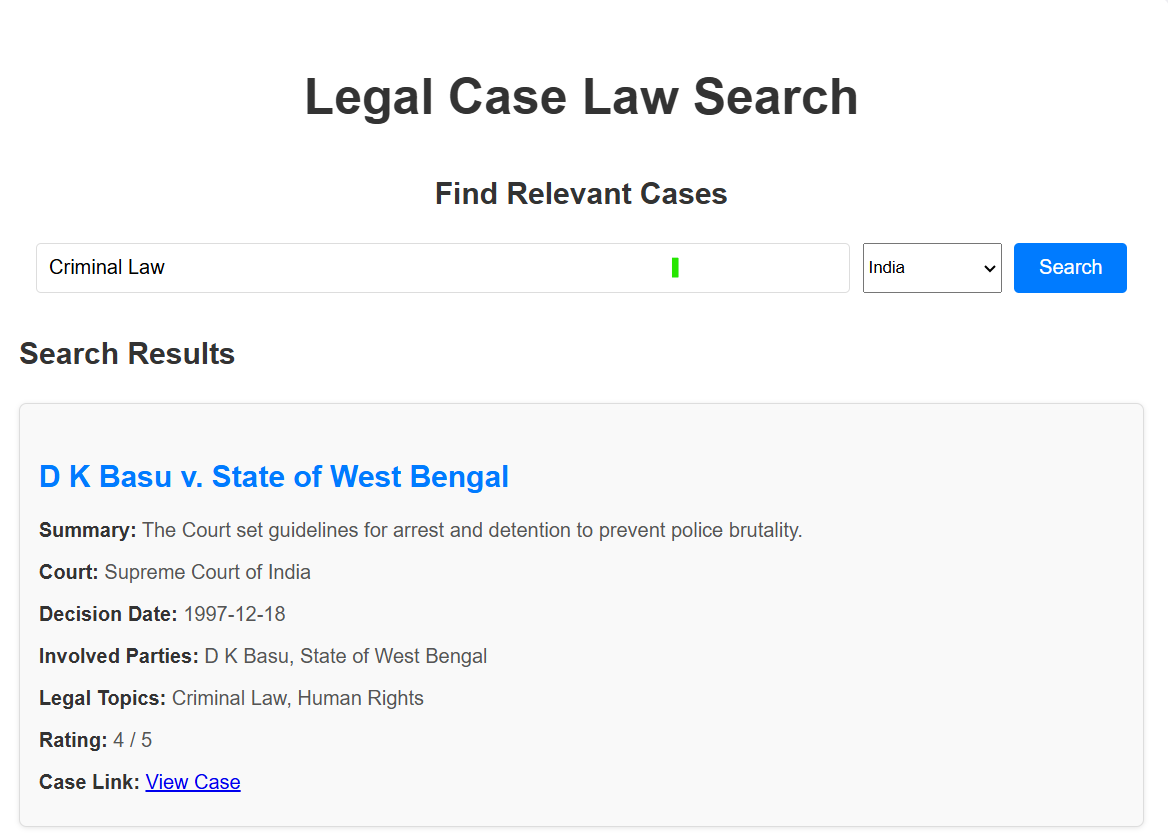 Legal Case Law Search
Find Relevant Cases
Criminal Law India Search
Search Results
D K Basu v. State of West Bengal
Summary: The Court set guidelines for arrest and detention to prevent police brutality.
Court: Supreme Court of India
Decision Date: 1997-12-18
Involved Parties: D K Basu, State of West Bengal
Legal Topics: Criminal Law, Human Rights
Rating: 4 / 5
Case Link: View Case